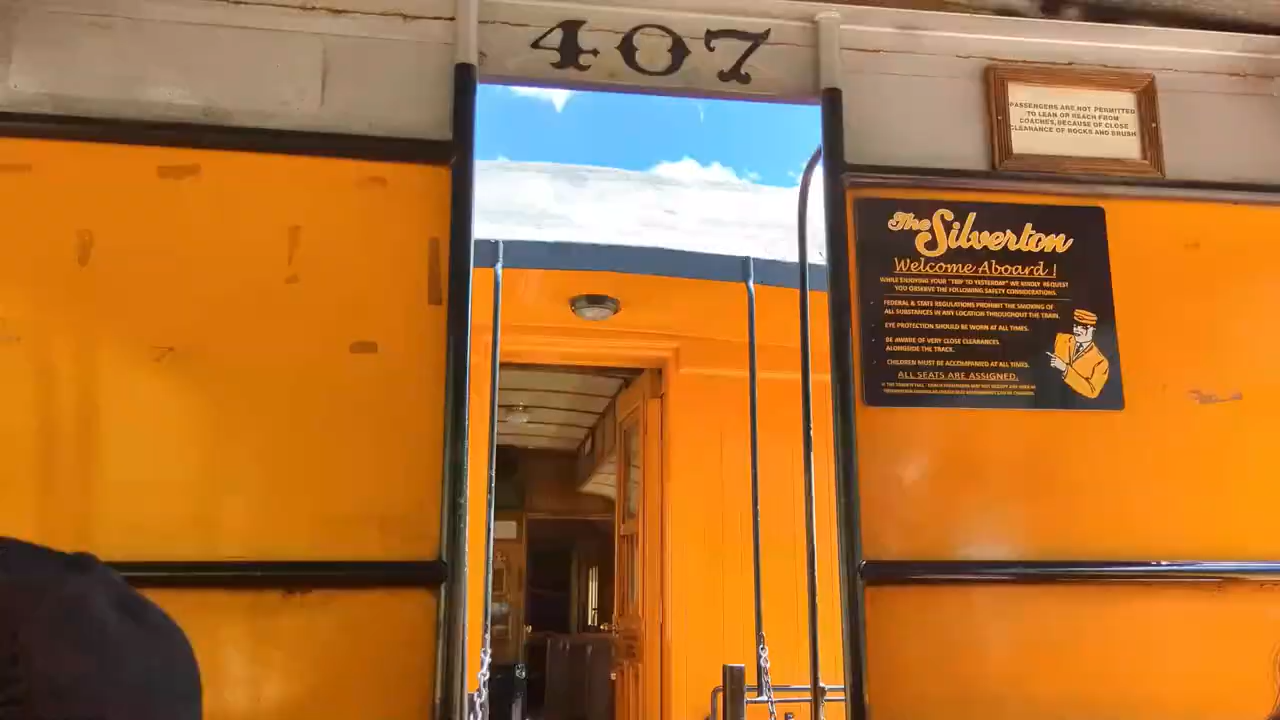 407
PASSENGERS ARE NOT PERMITTED
TO LEAN OR REACH FROM
COACHES, BECAUSE OF CLOSE
CLEARANCE OF ROCKS AND BRUSH
The Silverton
Welcome Aboard !
WHILE ENJOYING YOUR "TRIP TO YESTERDAY" WE KINDLY REQUEST
YOU OBSERVE THE FOLLOWING SAFETY CONSIDERATIONS.
FEDERAL & STATE REGULATIONS PROHIBIT THE SMOKING OF
ALL SUBSTANCES IN ANY LOCATION THROUGHOUT THE TRAIN.
EYE PROTECTION SHOULD BE WORN AT ALL TIMES.
BE AWARE OF VERY CLOSE CLEARANCES
ALONGSIDE THE TRACK.
CHILDREN MUST BE ACCOMPANIED AT ALL TIMES.
ALL SEATS ARE ASSIGNED.